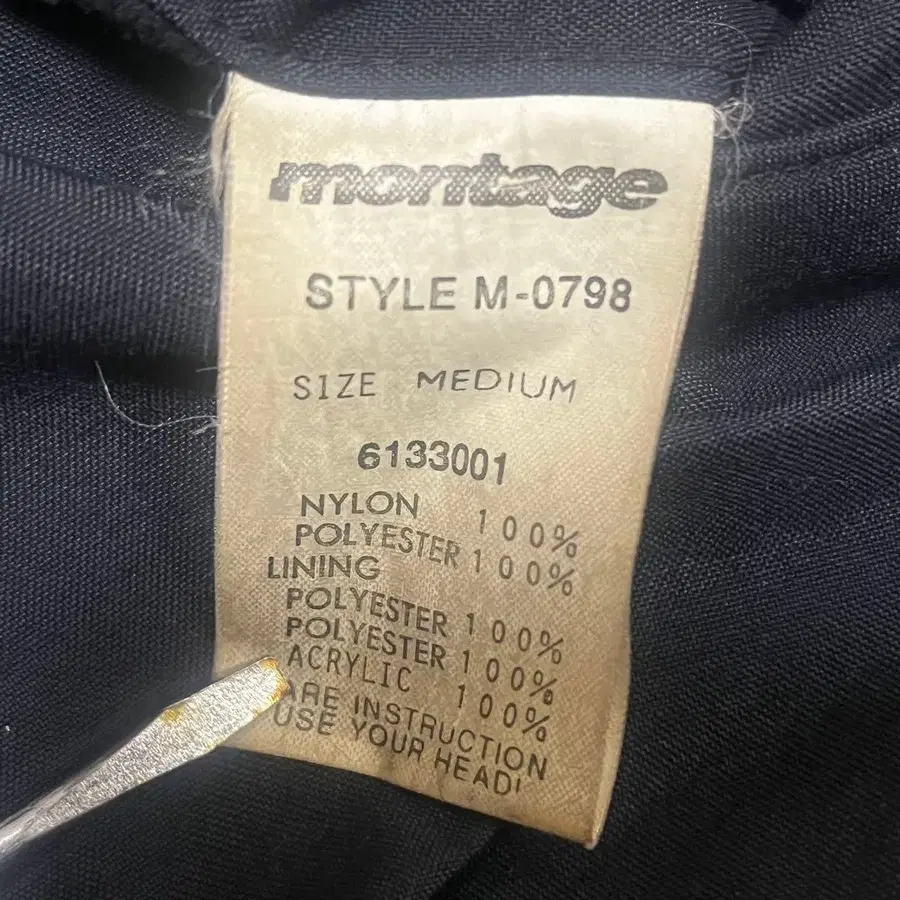 montage
STYLE M-0798
SIZE MEDIUM
6133001
NYLON 100%
POLYESTER 100%
LINING
POLYESTER 100%
POLYESTER 100%
ACRYLIC 100%
ARE INSTRUCTION
USE YOUR HEAD!